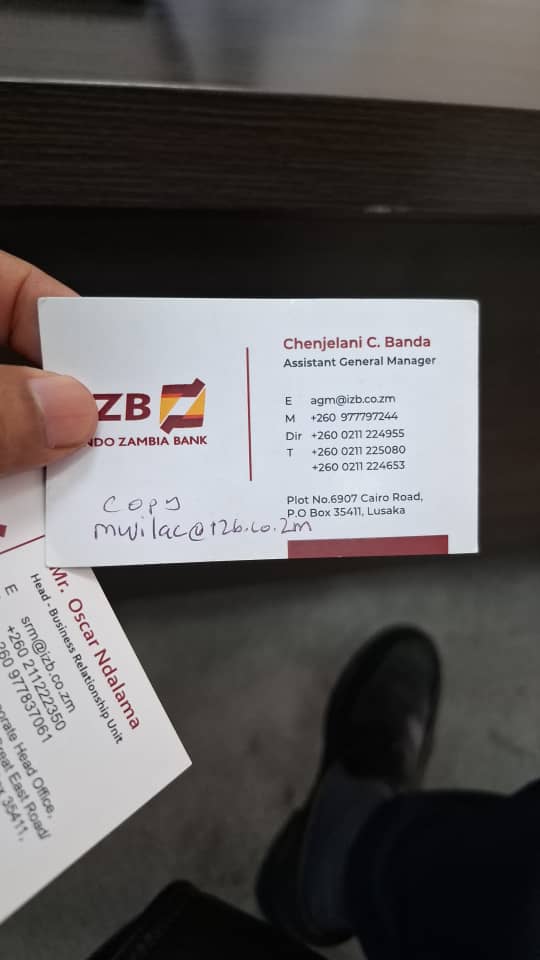 ZB
NDO ZAMBIA BANK
Chenjelani C. Banda
Assistant General Manager
E agm@izb.co.zm
M +260 977797244
Dir +260 0211 224955
T +260 0211 225080
+260 0211 224653
Plot No.6907 Cairo Road,
P.O Box 35411, Lusaka
copy
mwilac@izb.co.zm
Mr. Oscar Ndalama
Head - Business Relationship Unit
E srm@izb.co.zm
+260 211222350
260 977837061
orate Head Office,
reat East Road/
ox 35411,